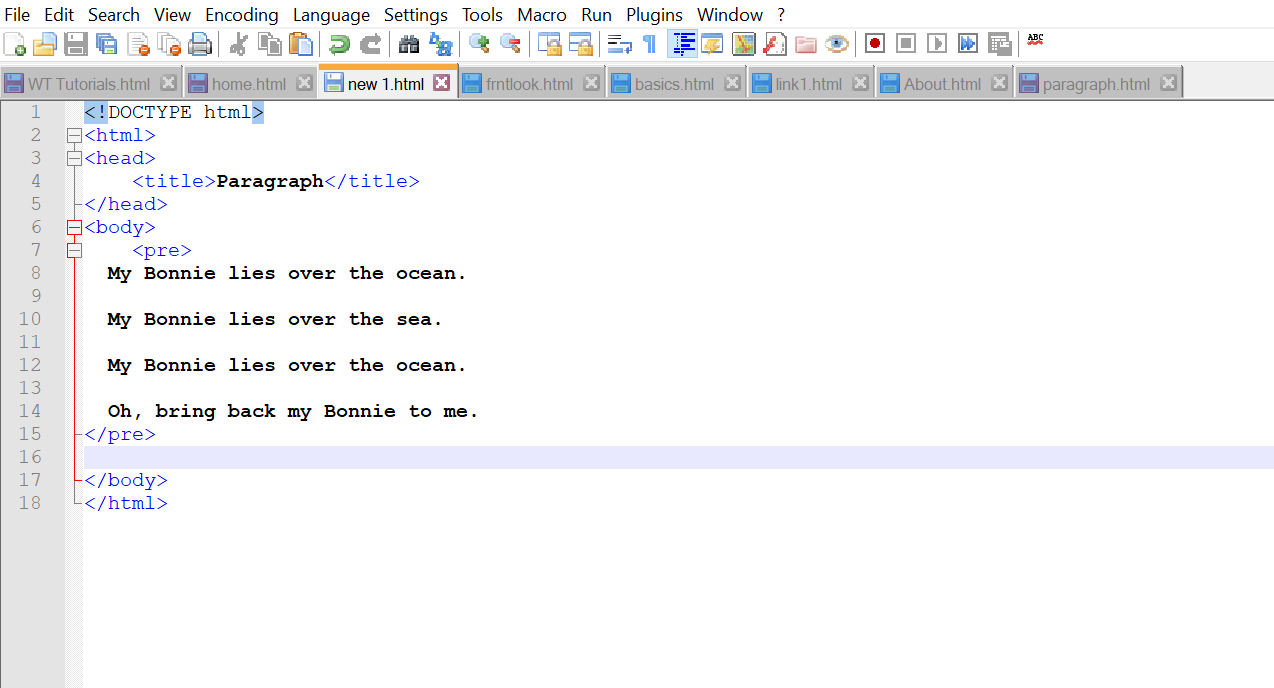 File Edit Search View Encoding Language Settings Tools Macro Run Plugins Window ?
ABC
WT Tutorials.html home.html new 1.html frntlook.html basics.html link1.html About.html paragraph.html
1 <!DOCTYPE html>
2 <html>
3 <head>
4 <title>Paragraph</title>
5 </head>
6 <body>
7 <pre>
8 My Bonnie lies over the ocean.
9
10 My Bonnie lies over the sea.
11
12 My Bonnie lies over the ocean.
13
14 Oh, bring back my Bonnie to me.
15 </pre>
16
17 </body>
18 </html>